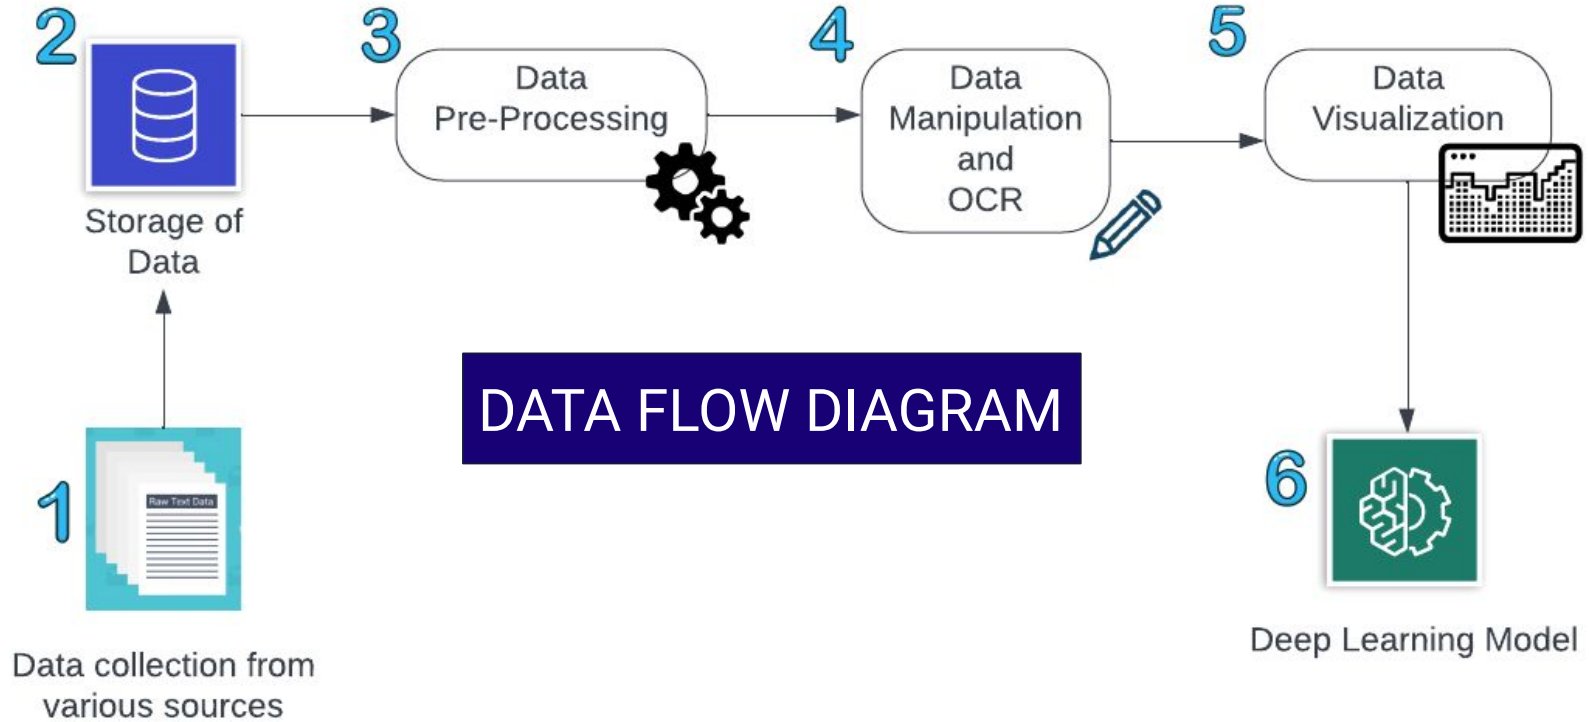 2
Storage of
Data
3
Data
Pre-Processing
4
Data
Manipulation
and
OCR
5
Data
Visualization
DATA FLOW DIAGRAM
1
Raw Text Data
Data collection from
various sources
6
Deep Learning Model